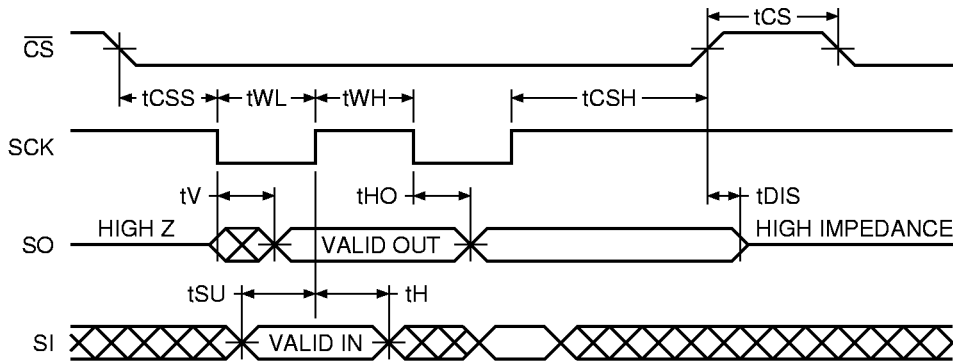 tCS
CS
tCSS tWL tWH tCSH
SCK
tV tHO tDIS
HIGH Z HIGH IMPEDANCE
SO VALID OUT
tSU tH
SI VALID IN